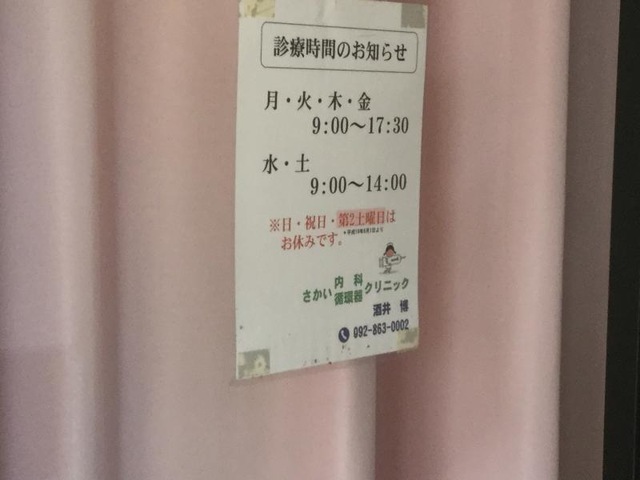 診療時間のお知らせ
月・火・木・金
9:00～17:30
水・土
9:00～14:00
※日・祝日・第2土曜日は
お休みです。
さかい内科循環器クリニック
酒井 博
092-863-0002